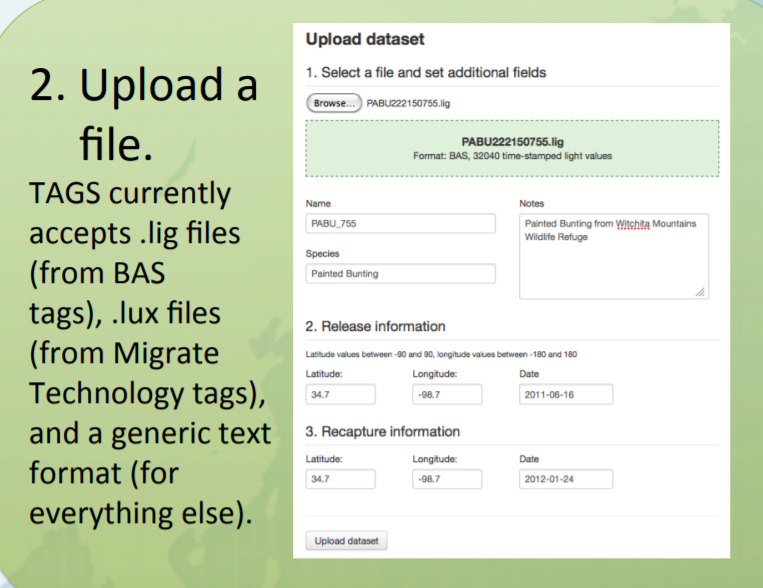 2. Upload a
file.
TAGS currently
accepts .lig files
(from BAS
tags), .lux files
(from Migrate
Technology tags),
and a generic text
format (for
everything else).
Upload dataset
1. Select a file and set additional fields
Browse... PABU222150755.lig
PABU222150755.lig
Format: BAS, 32040 time-stamped light values
Name
PABU_755
Species
Painted Bunting
Notes
Painted Bunting from Witchita Mountains
Wildlife Refuge
2. Release information
Latitude values between -90 and 90, longitude values between -180 and 180
Latitude: Longitude: Date
34.7 -98.7 2011-06-16
3. Recapture information
Latitude: Longitude: Date
34.7 -98.7 2012-01-24
Upload dataset